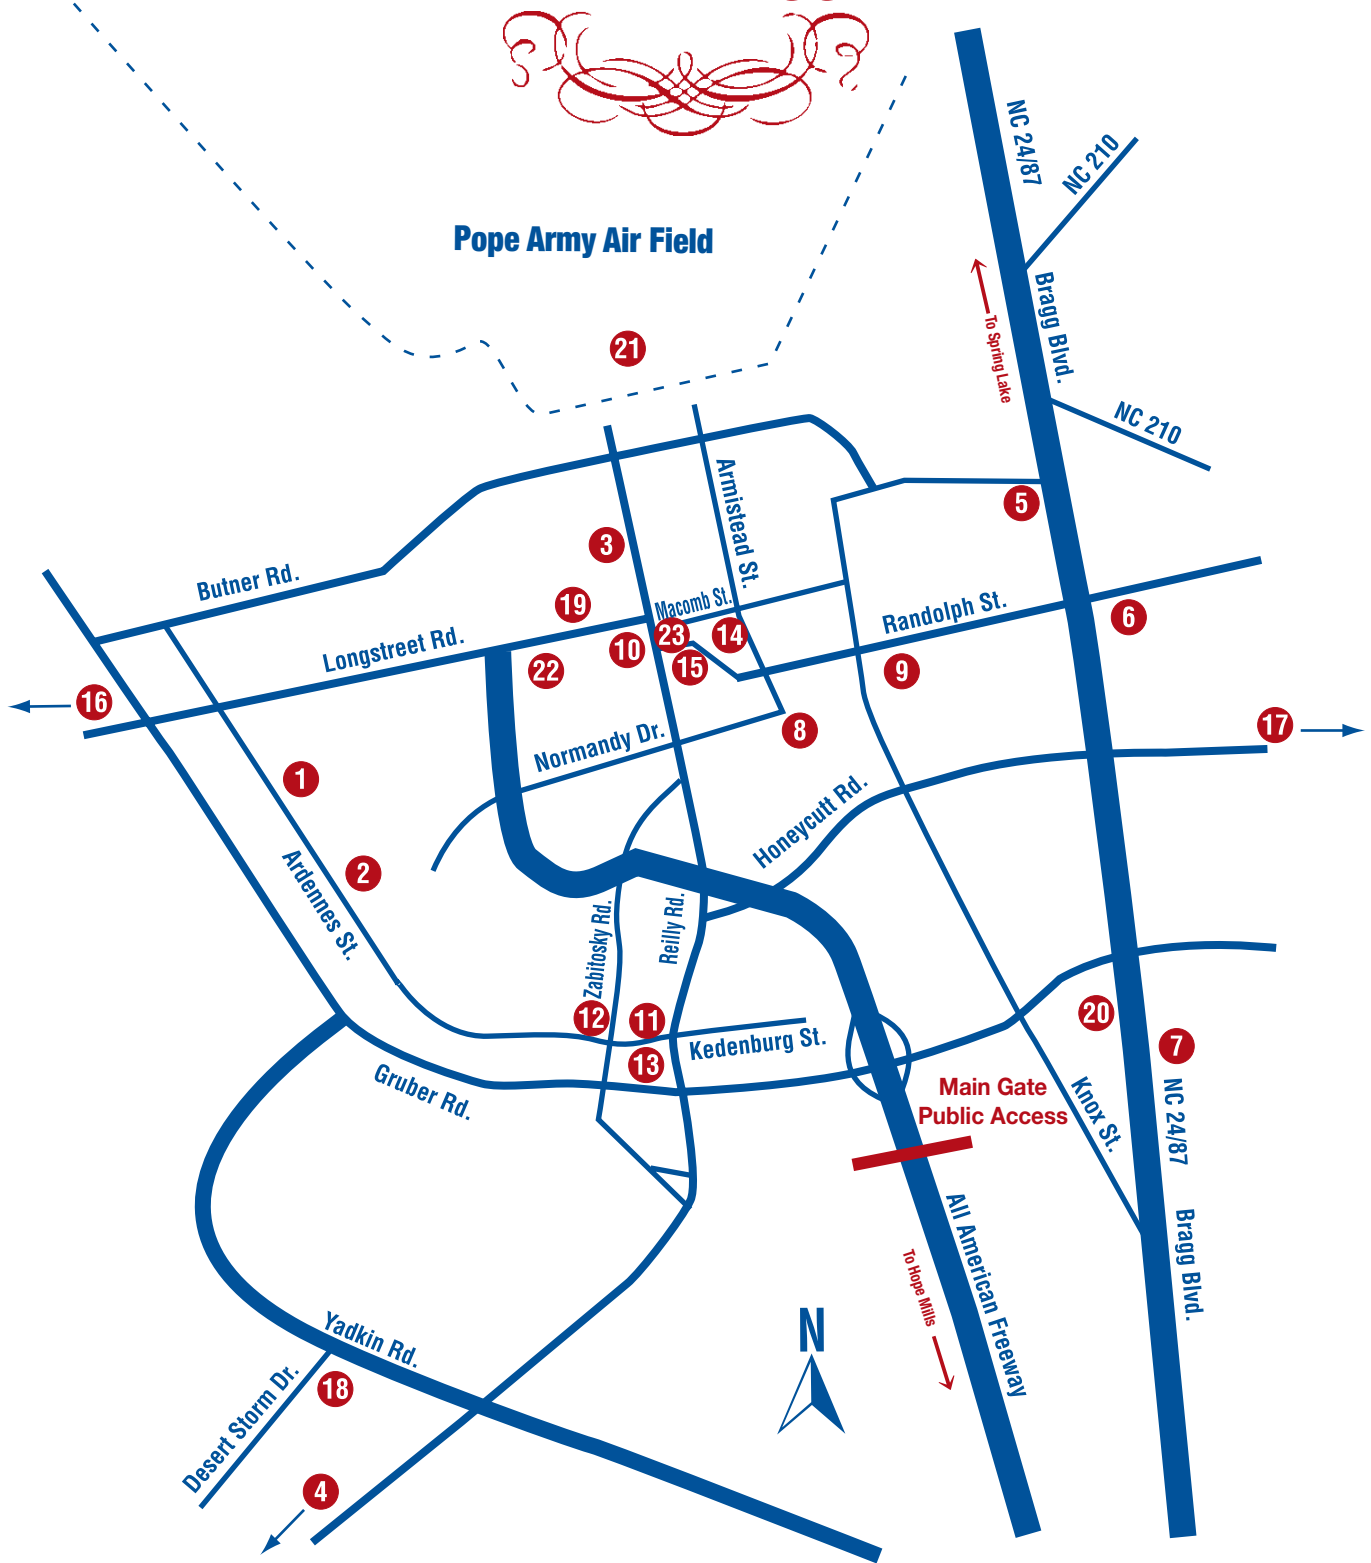 NC 24/87
NC 210
Pope Army Air Field
Bragg Blvd.
To Spring Lake
21
NC 210
Armistead St.
5
3
Butner Rd.
19
Macomb St.
Randolph St.
6
Longstreet Rd.
23
14
10
15
22
9
16
Normandy Dr.
8
17
1
Honeycutt Rd.
2
Ardennes St.
Zabitosky Rd.
Reilly Rd.
12
11
20
Kedenburg St.
7
13
Gruber Rd.
Main Gate
Public Access
Knox St.
NC 24/87
All American Freeway
Bragg Blvd.
To Hope Mills
N
Yadkin Rd.
18
Desert Storm Dr.
4